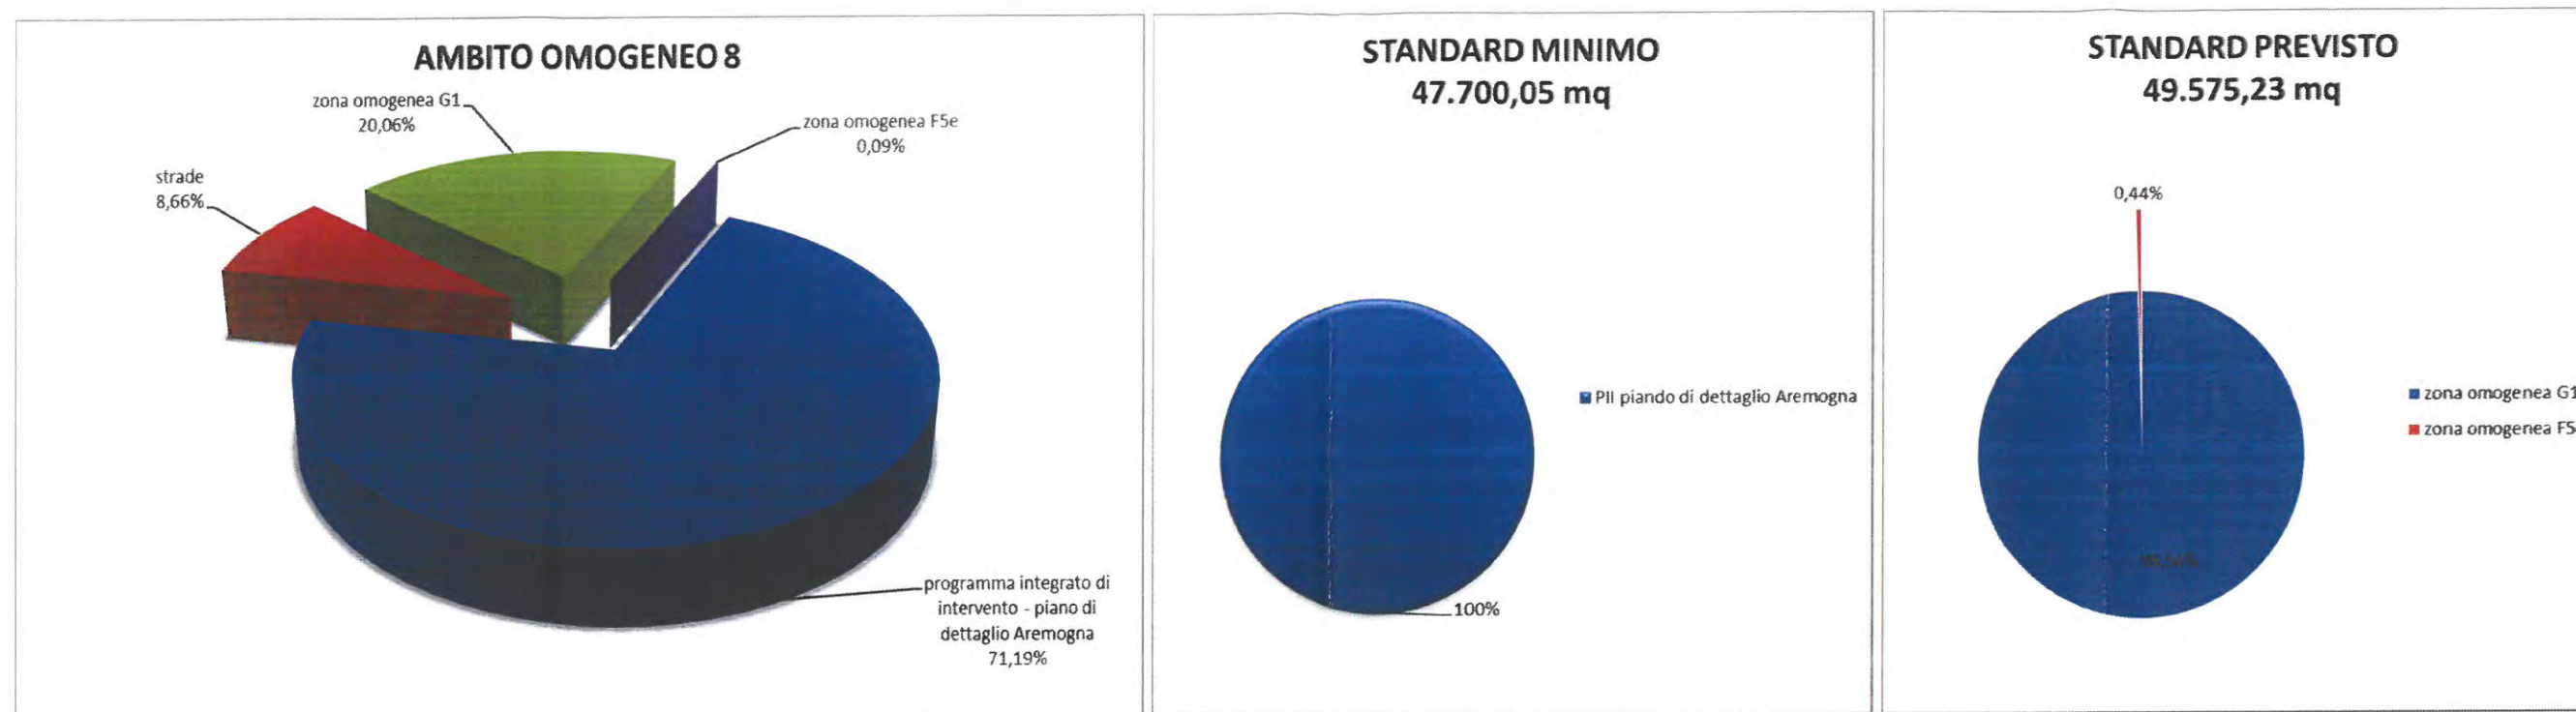 AMBITO OMOGENEO 8
zona omogenea G1
20,06%
zona omogenea F5e
0,09%
strade
8,66%
programma integrato di
intervento - piano di
dettaglio Aremogna
71,19%
STANDARD MINIMO
47.700,05 mq
PII piando di dettaglio Aremogna
100%
STANDARD PREVISTO
49.575,23 mq
0,44%
zona omogenea G1
zona omogenea F5